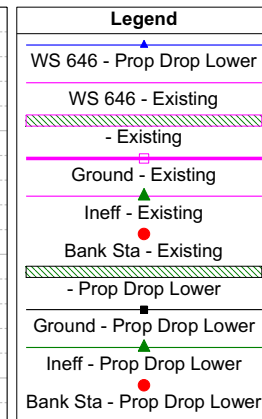 Legend
WS 646 - Prop Drop Lower
WS 646 - Existing
- Existing
Ground - Existing
Ineff - Existing
Bank Sta - Existing
- Prop Drop Lower
Ground - Prop Drop Lower
Ineff - Prop Drop Lower
Bank Sta - Prop Drop Lower